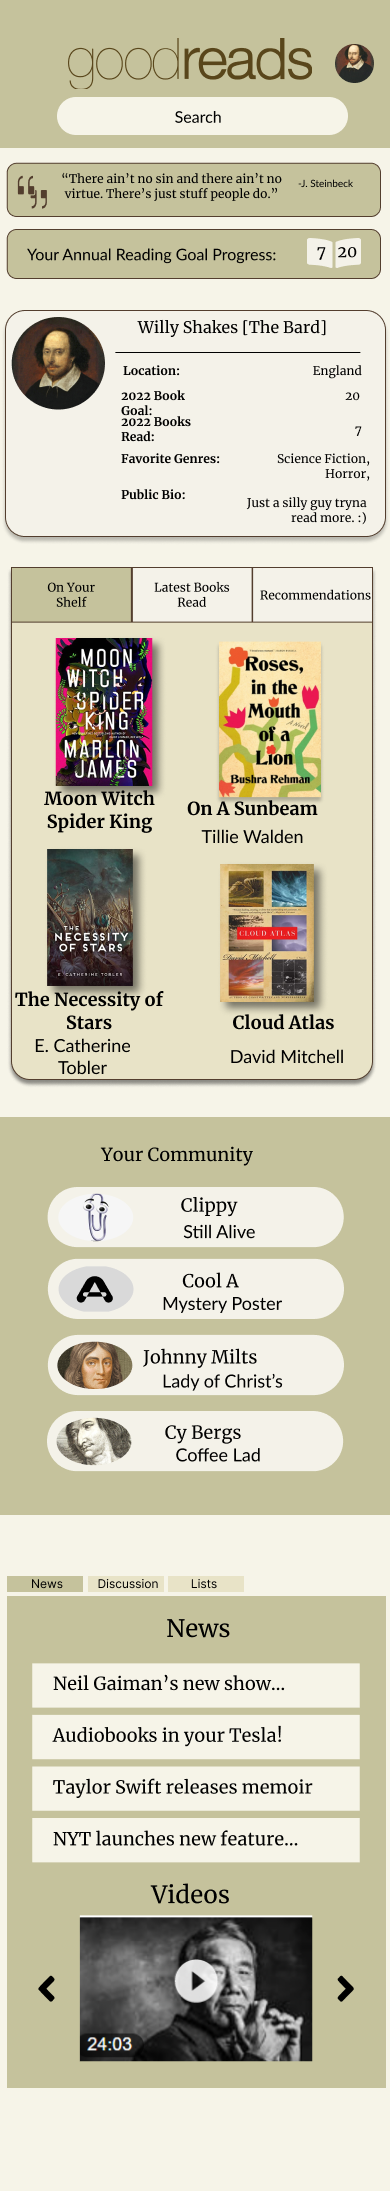 goodreads
Search
“There ain’t no sin and there ain’t no
virtue. There’s just stuff people do.”
-J. Steinbeck
Your Annual Reading Goal Progress:
7 20
Willy Shakes [The Bard]
Location: England
2022 Book
Goal: 20
2022 Books
Read: 7
Favorite Genres: Science Fiction,
Horror,
Public Bio: Just a silly guy tryna
read more. :)
On Your
Shelf
Latest Books
Read
Recommendations
MOON
WITCH
SPIDER
KING
MARLON
JAMES
Moon Witch
Spider King
Roses,
in the
Mouth
of a
Lion
a novel
Bushra Rehman
On A Sunbeam
Tillie Walden
THE
NECESSITY
OF STARS
E. CATHERINE TOBLER
The Necessity of
Stars
E. Catherine
Tobler
CLOUD ATLAS
David Mitchell
Cloud Atlas
David Mitchell
Your Community
Clippy
Still Alive
Cool A
Mystery Poster
Johnny Milts
Lady of Christ’s
Cy Bergs
Coffee Lad
News Discussion Lists
News
Neil Gaiman’s new show...
Audiobooks in your Tesla!
Taylor Swift releases memoir
NYT launches new feature...
Videos
24:03